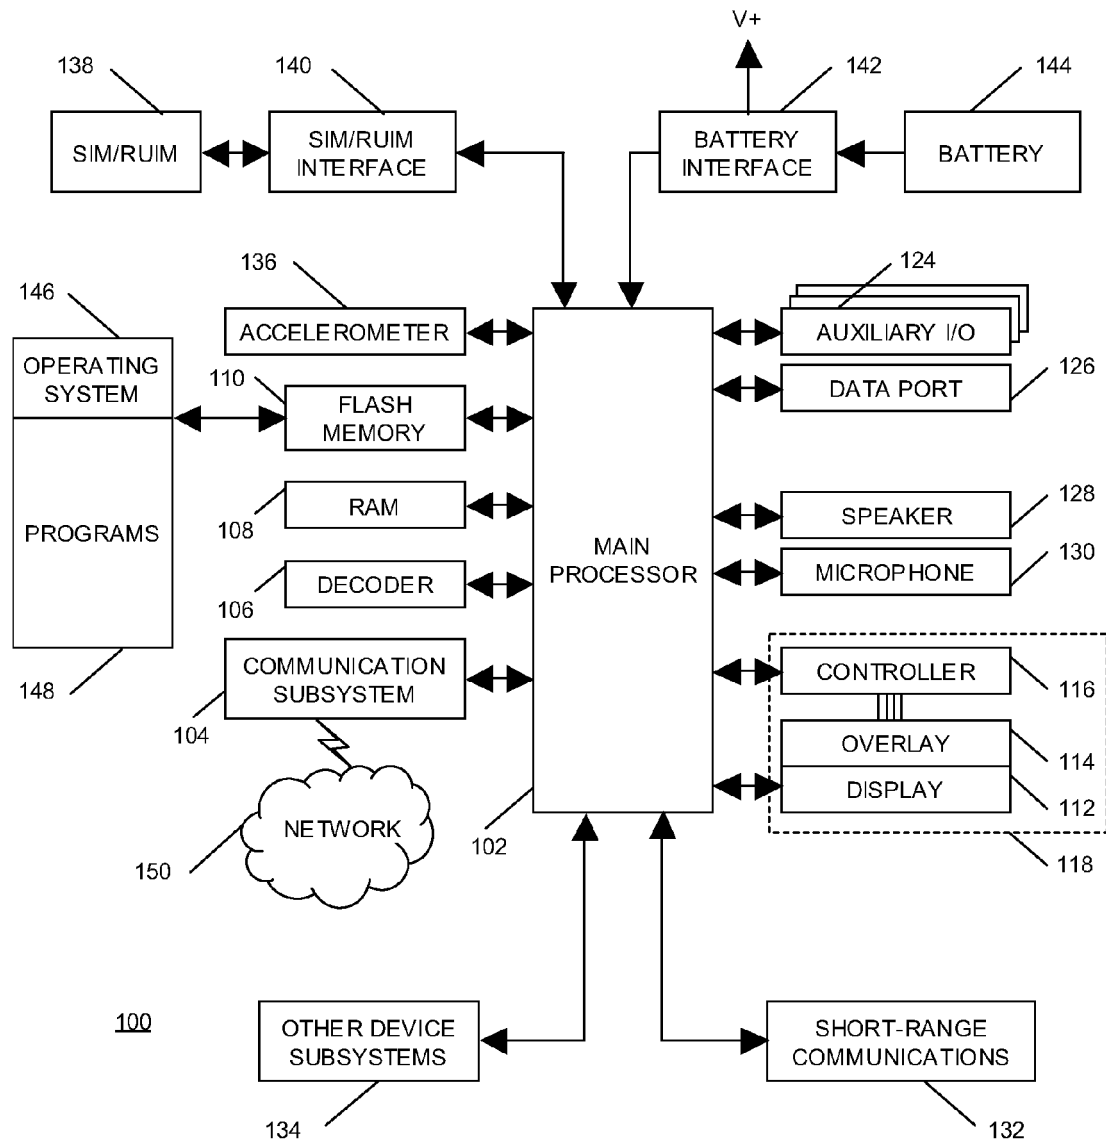 V+
138
140
142
144
SIM/RUIM
SIM/RUIM
INTERFACE
BATTERY
INTERFACE
BATTERY
136
124
146
ACCELEROMETER
AUXILIARY I/O
OPERATING
SYSTEM
110
FLASH
MEMORY
DATA PORT
126
PROGRAMS
RAM
108
SPEAKER
128
MAIN
PROCESSOR
DECODER
106
MICROPHONE
130
148
COMMUNICATION
SUBSYSTEM
104
CONTROLLER
116
OVERLAY
114
DISPLAY
112
NETWORK
150
102
118
100
OTHER DEVICE
SUBSYSTEMS
SHORT-RANGE
COMMUNICATIONS
134
132